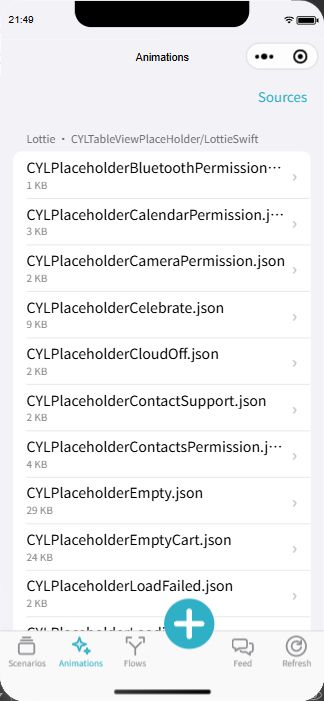 21:49
Animations
Sources
Lottie • CYLTableViewPlaceHolder/LottieSwift
CYLPlaceholderBluetoothPermission···
1 KB
CYLPlaceholderCalendarPermission.j···
3 KB
CYLPlaceholderCameraPermission.json
2 KB
CYLPlaceholderCelebrate.json
9 KB
CYLPlaceholderCloudOff.json
2 KB
CYLPlaceholderContactSupport.json
2 KB
CYLPlaceholderContactsPermission.j···
4 KB
CYLPlaceholderEmpty.json
29 KB
CYLPlaceholderEmptyCart.json
24 KB
CYLPlaceholderLoadFailed.json
2 KB
Scenarios
Animations
Flows
Feed
Refresh